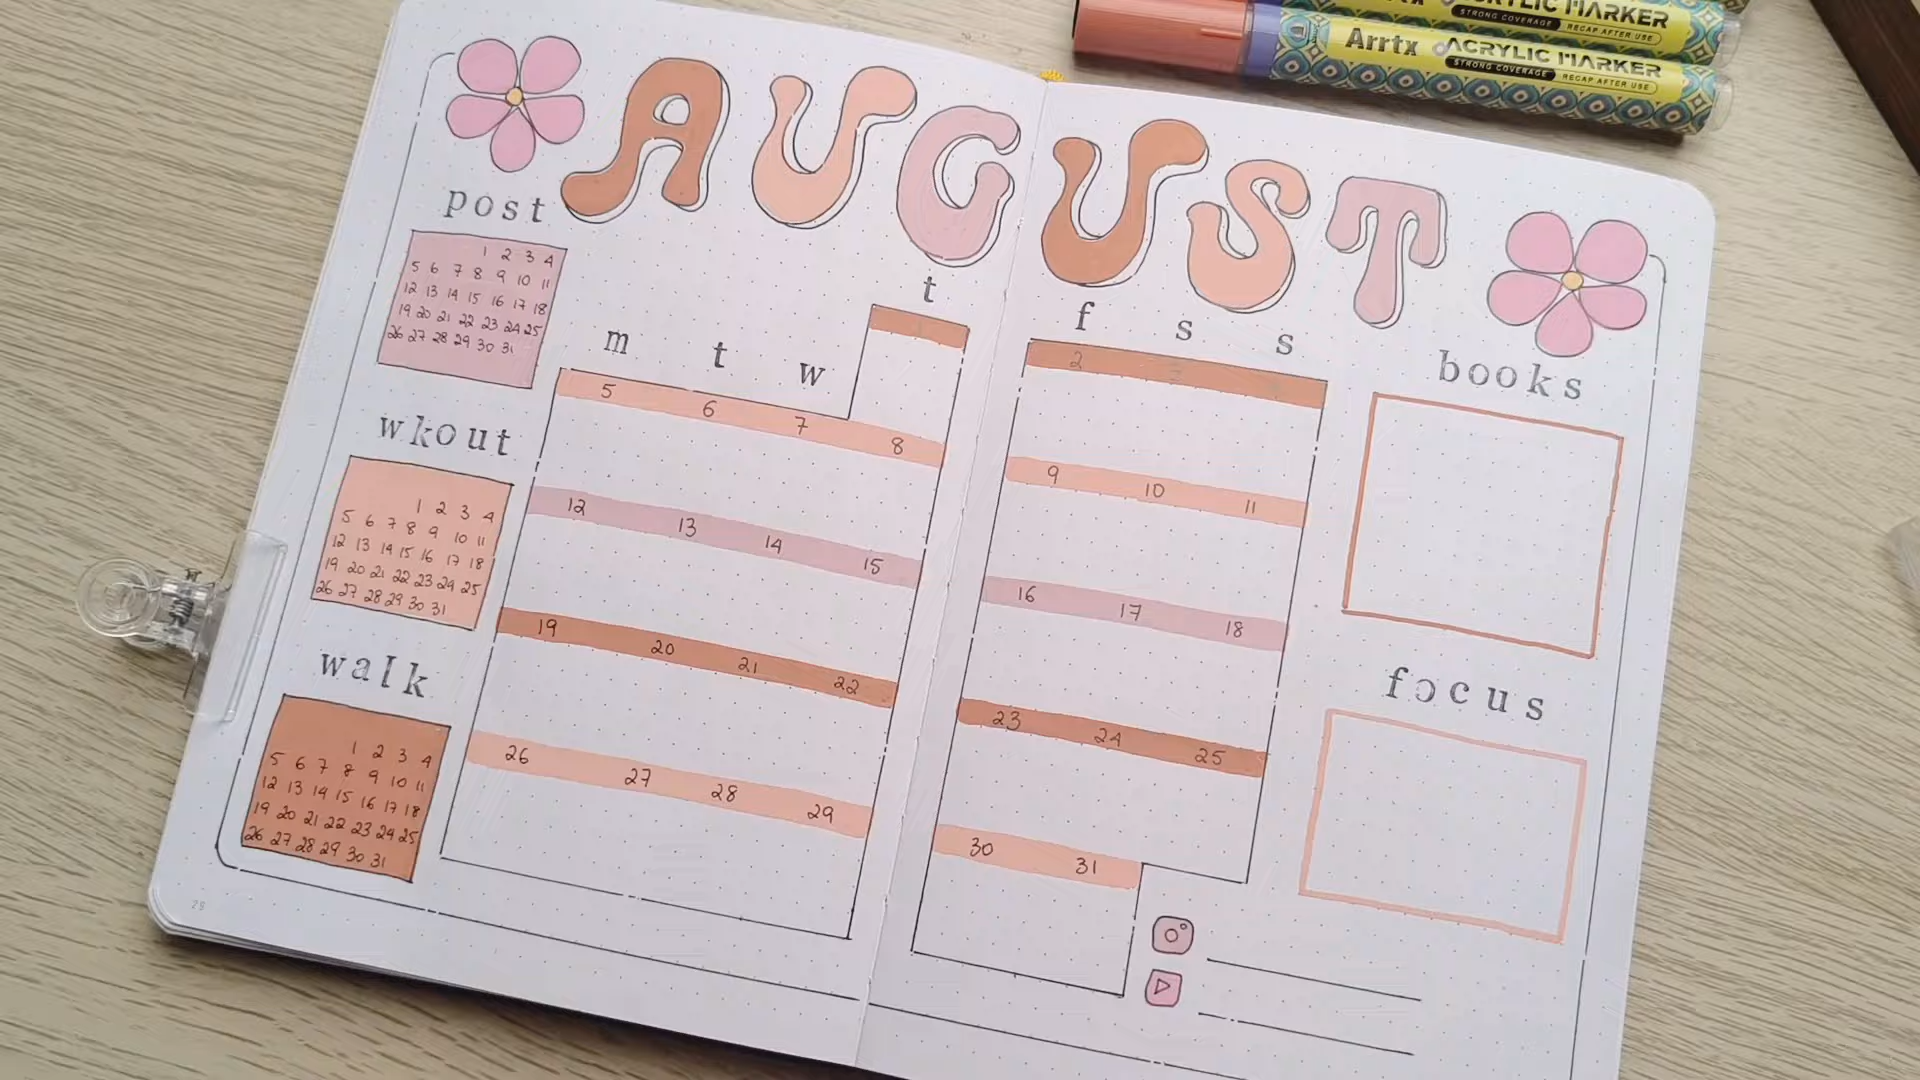 ACRYLIC MARKER
STRONG COVERAGE RECAP AFTER USE
Arrtx ACRYLIC MARKER
STRONG COVERAGE RECAP AFTER USE
AUGUST
post
1 2 3 4
5 6 7 8 9 10 11
12 13 14 15 16 17 18
19 20 21 22 23 24 25
26 27 28 29 30 31
wkout
1 2 3 4
5 6 7 8 9 10 11
12 13 14 15 16 17 18
19 20 21 22 23 24 25
26 27 28 29 30 31
walk
1 2 3 4
5 6 7 8 9 10 11
12 13 14 15 16 17 18
19 20 21 22 23 24 25
26 27 28 29 30 31
m t w t f s s
2
5 6 7 8 9 10 11
12 13 14 15 16 17 18
19 20 21 22 23 24 25
26 27 28 29 30 31
books
focus